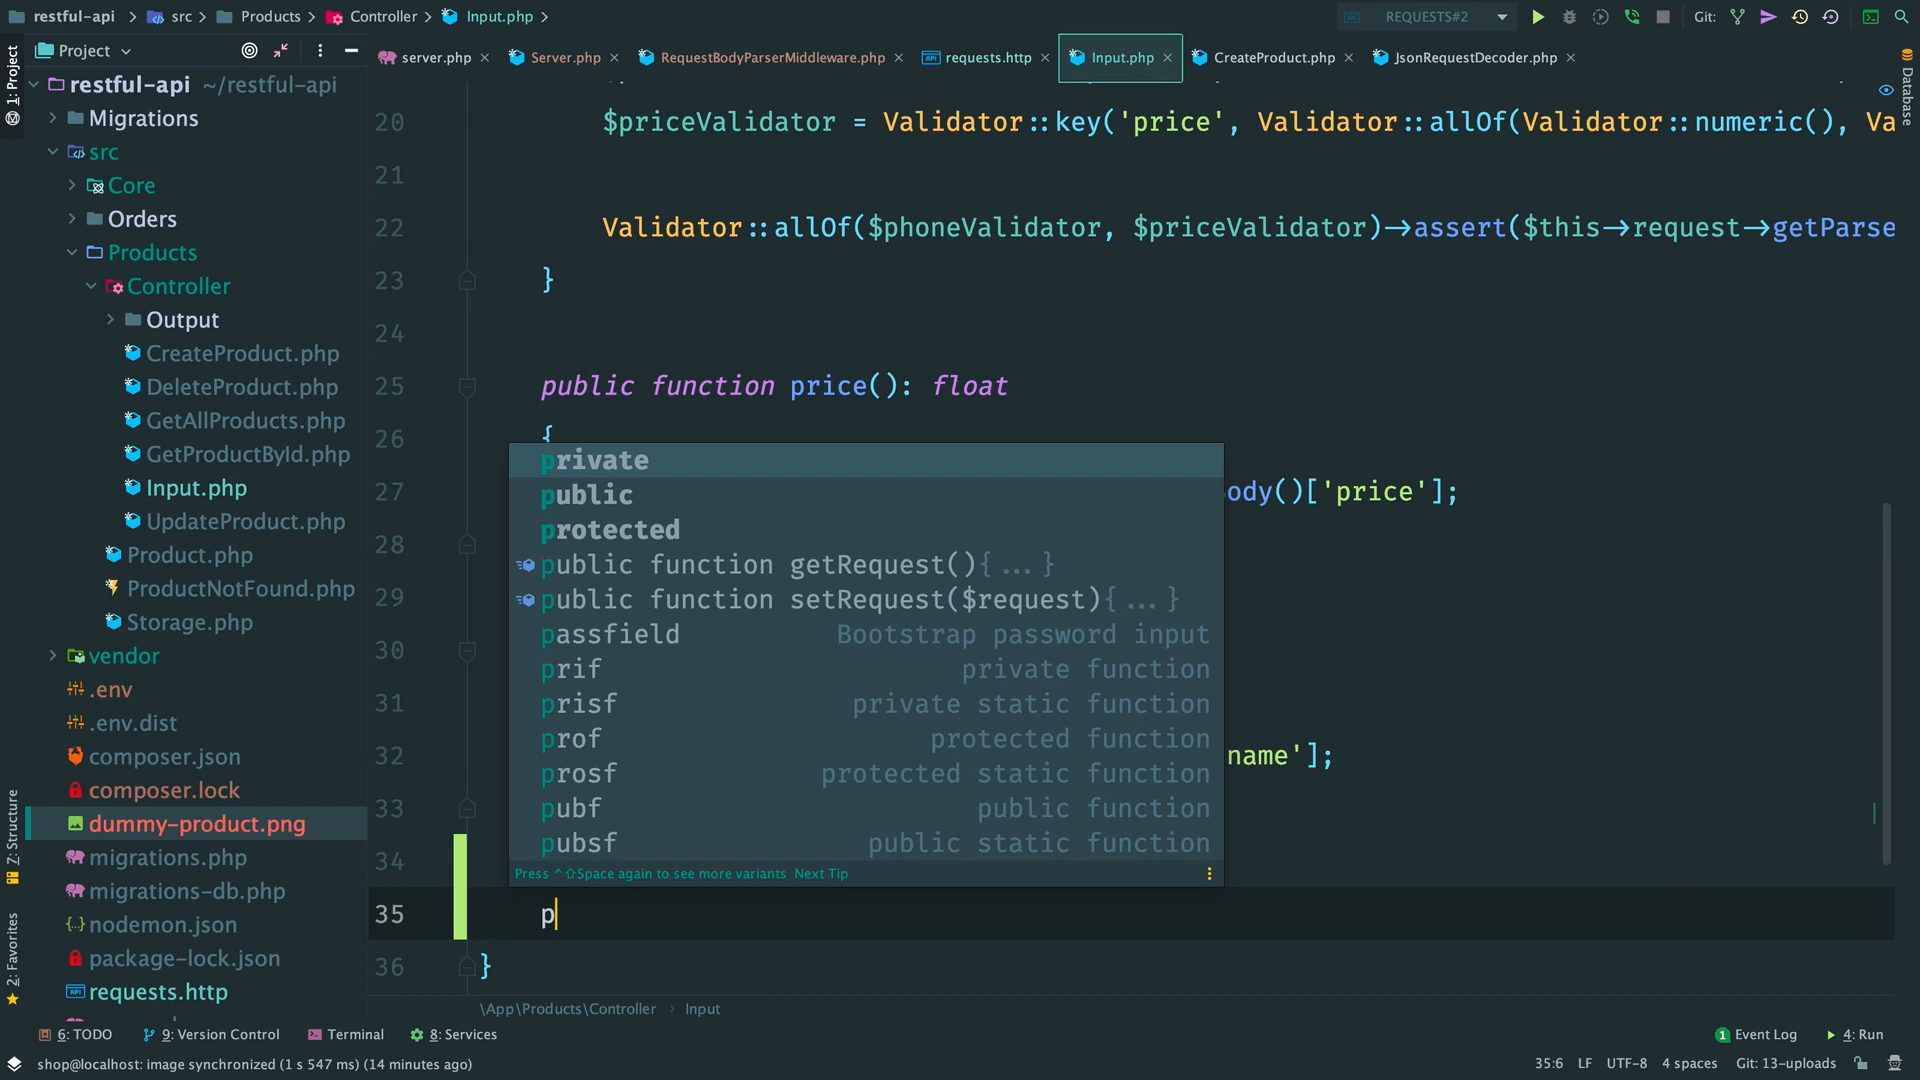 restful-api
src
Products
Controller
Input.php
REQUESTS#2
Git:
Project
server.php
Server.php
RequestBodyParserMiddleware.php
requests.http
Input.php
CreateProduct.php
JsonRequestDecoder.php
1: Project
Z: Structure
2: Favorites
Database
restful-api ~/restful-api
Migrations
src
Core
Orders
Products
Controller
Output
CreateProduct.php
DeleteProduct.php
GetAllProducts.php
GetProductById.php
Input.php
UpdateProduct.php
Product.php
ProductNotFound.php
Storage.php
vendor
.env
.env.dist
composer.json
composer.lock
dummy-product.png
migrations.php
migrations-db.php
nodemon.json
package-lock.json
requests.http
20 $priceValidator = Validator::key('price', Validator::allOf(Validator::numeric(), Va
21
22 Validator::allOf($phoneValidator, $priceValidator)->assert($this->request->getParse
23 }
24
25 public function price(): float
26 {
27 ody()['price'];
28
29
30
31
32 name'];
33
34
35 p
36 }
private
public
protected
public function getRequest(){...}
public function setRequest($request){...}
passfield Bootstrap password input
prif private function
prisf private static function
prof protected function
prosf protected static function
pubf public function
pubsf public static function
Press ^⇧Space again to see more variants Next Tip
\App\Products\Controller › Input
6: TODO
9: Version Control
Terminal
8: Services
1 Event Log
4: Run
shop@localhost: image synchronized (1 s 547 ms) (14 minutes ago)
35:6 LF UTF-8 4 spaces Git: 13-uploads